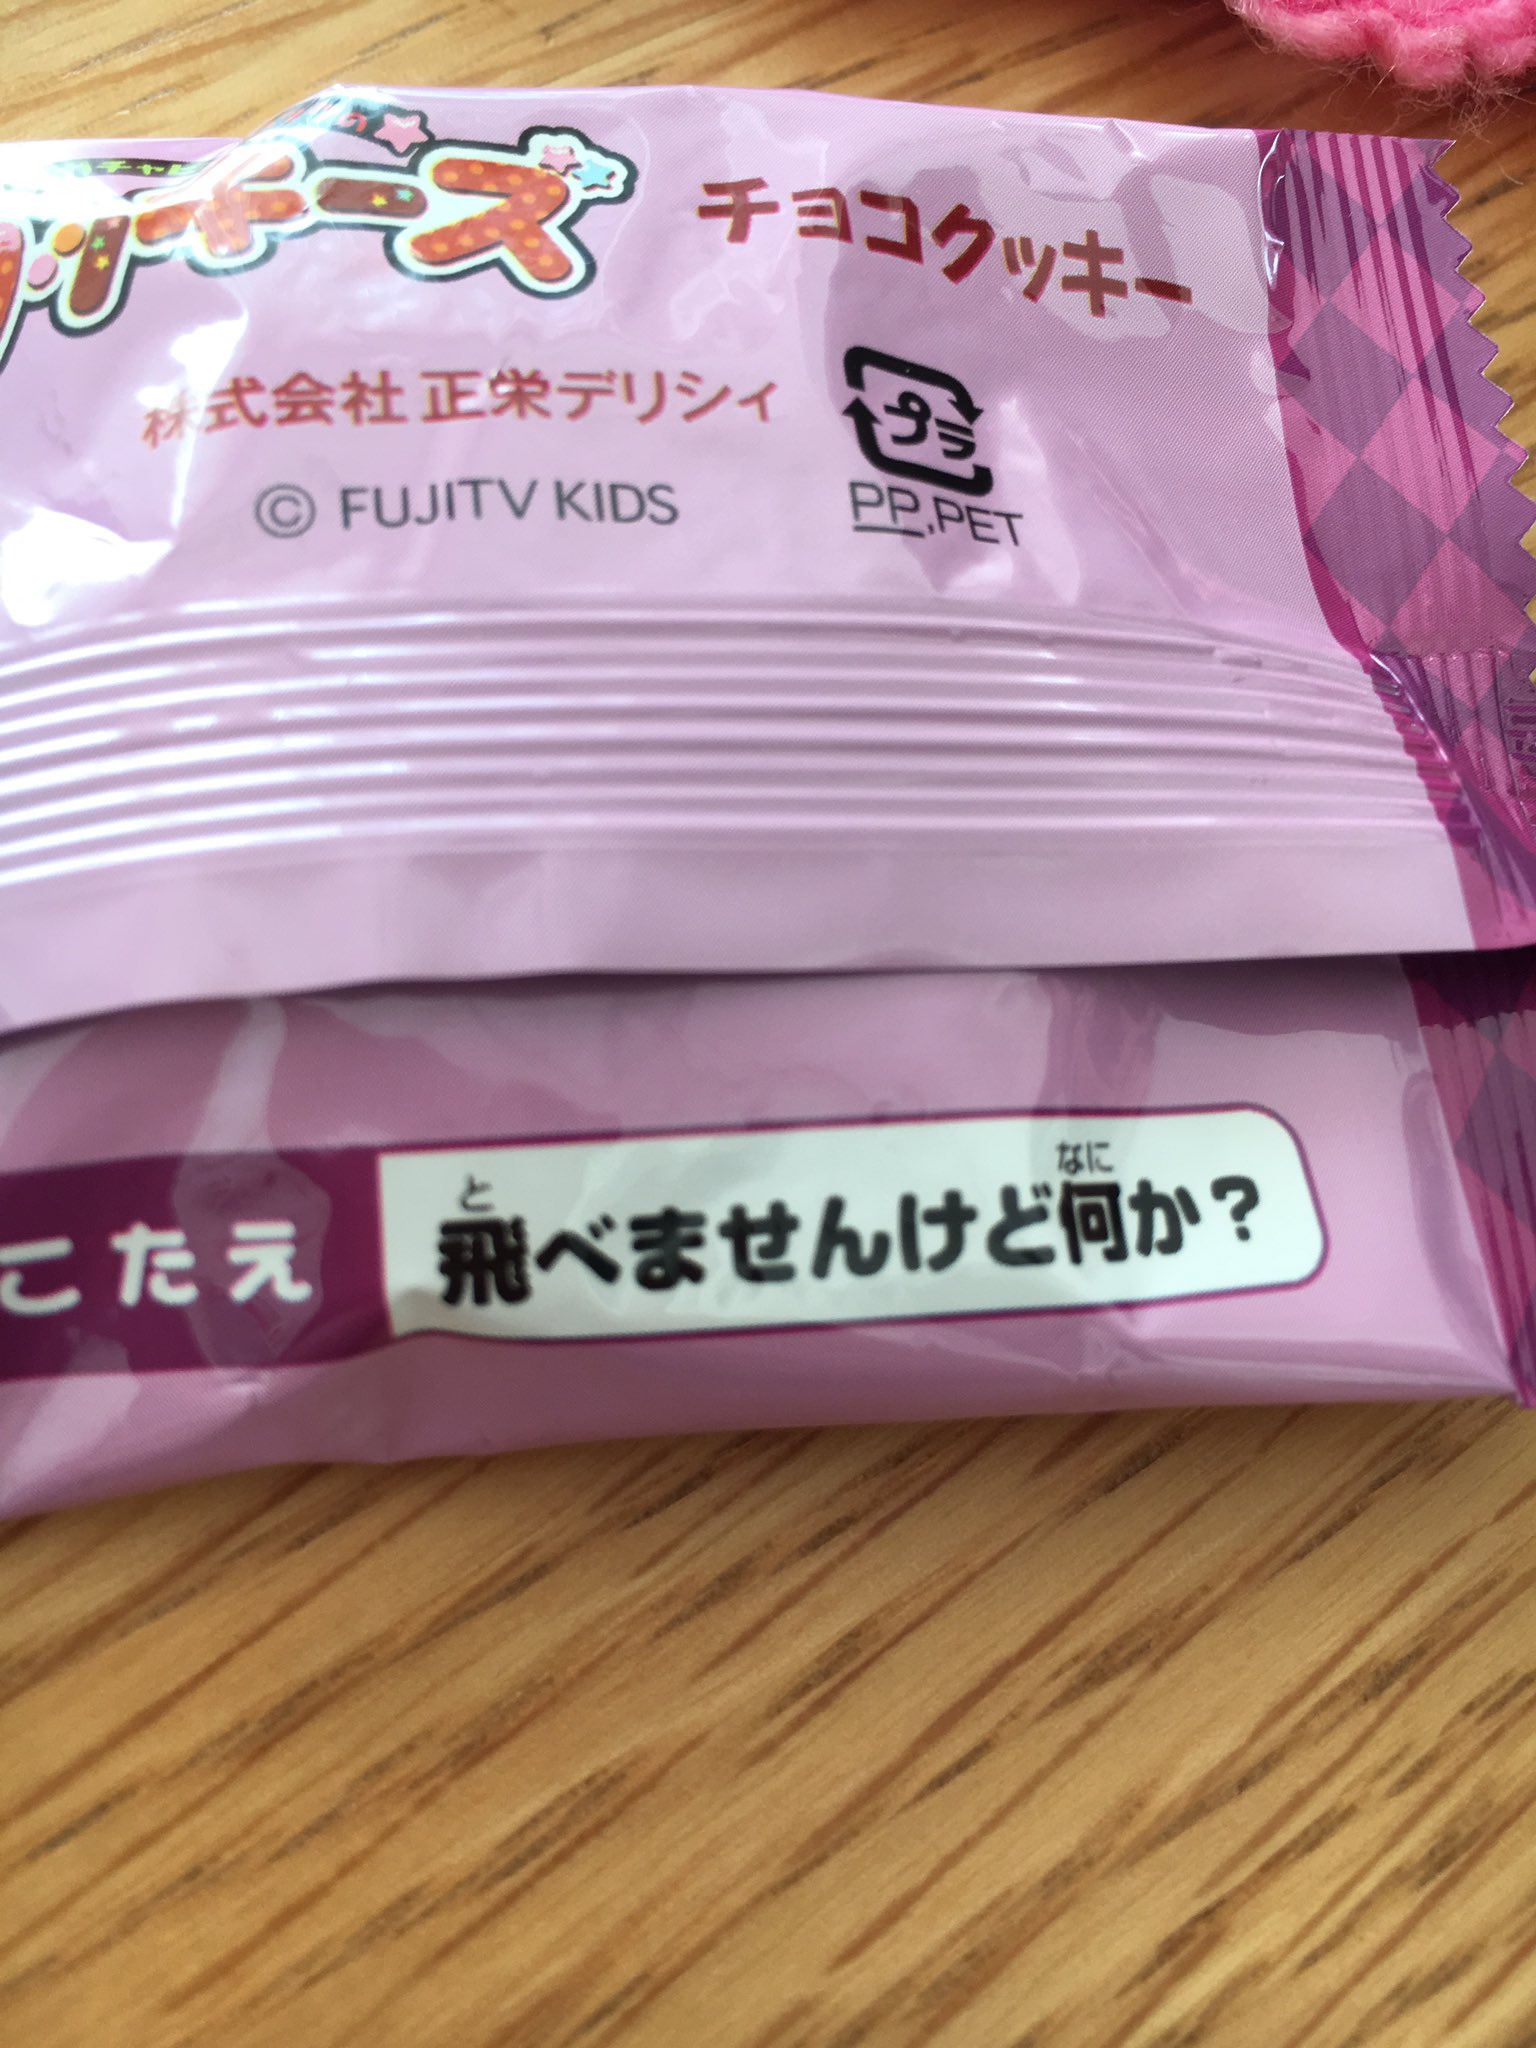 チョコクッキー
株式会社 正栄デリシィ
© FUJITV KIDS
プラ
PP,PET
こたえ
飛べませんけど何か?
と
なに